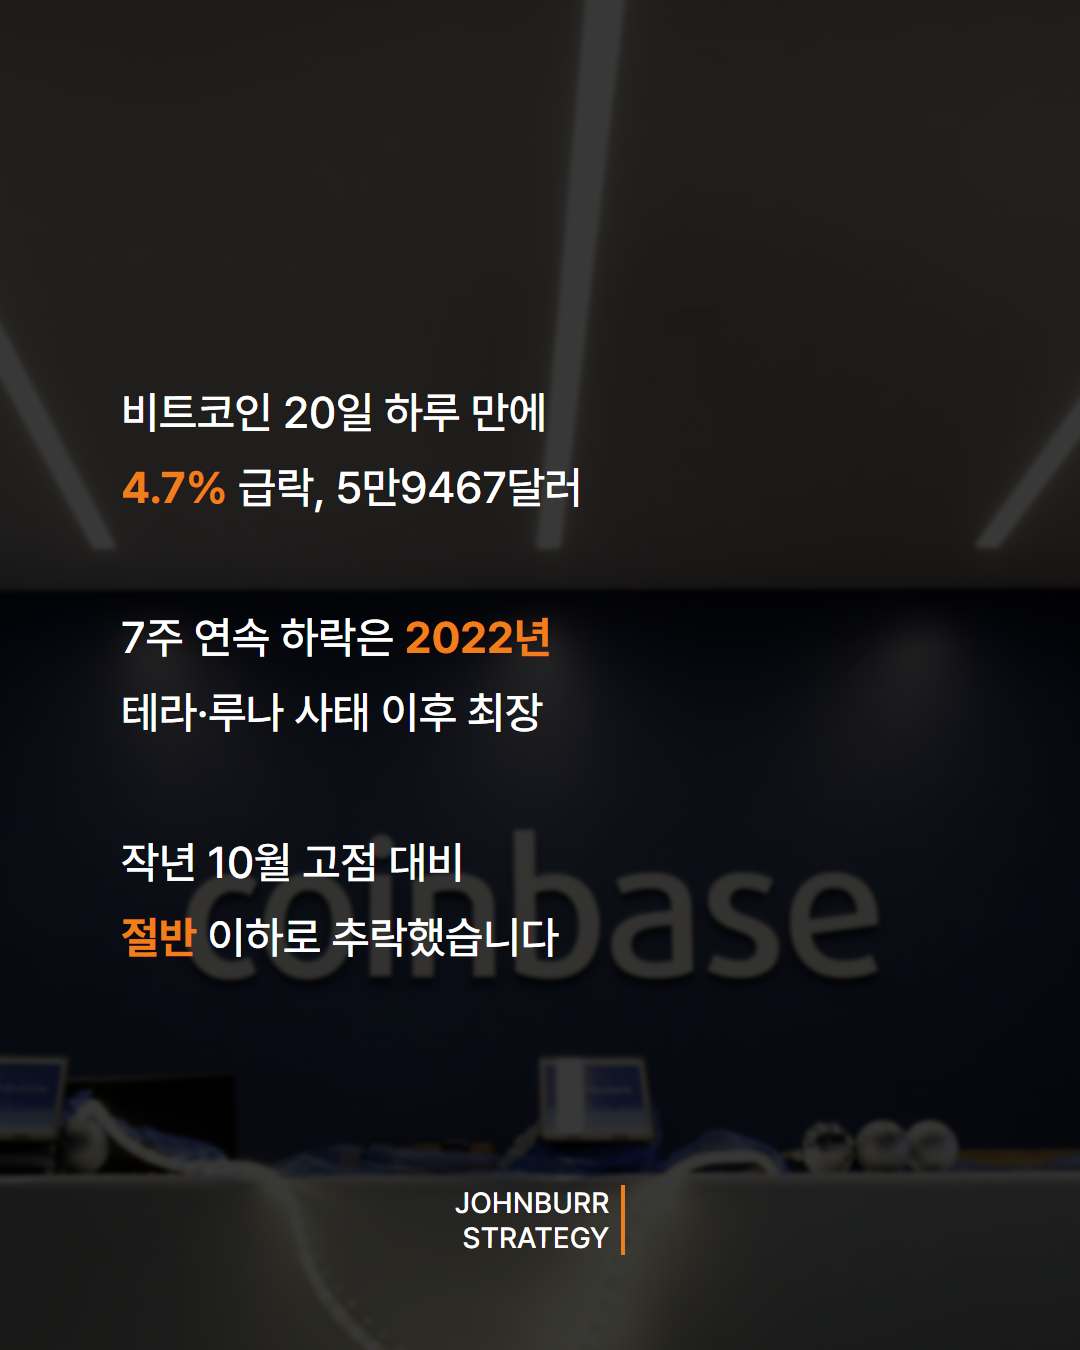 비트코인 20일 하루 만에
4.7% 급락, 5만9467달러
7주 연속 하락은 2022년
테라·루나 사태 이후 최장
작년 10월 고점 대비
절반 이하로 추락했습니다
coinbase
JOHNBURR
STRATEGY